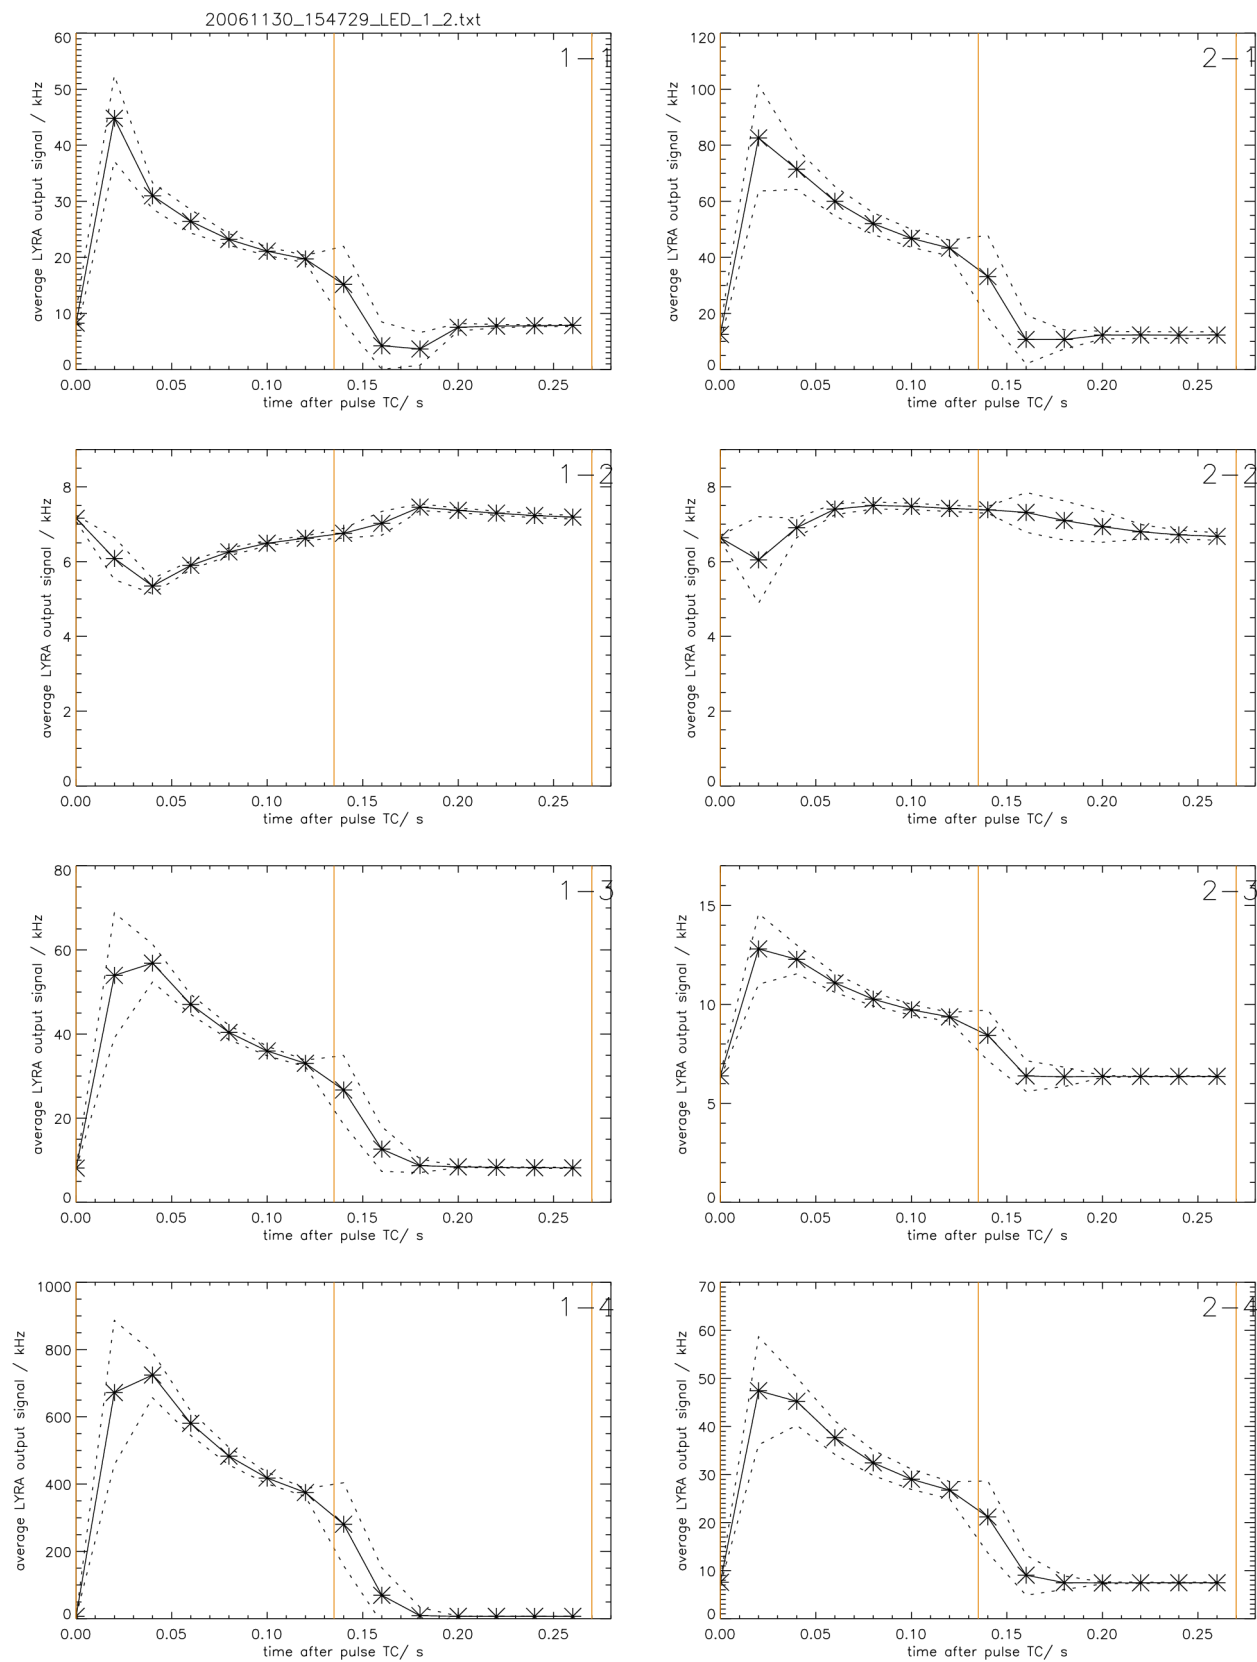 20061130_154729_LED_1_2.txt
1-1
average LYRA output signal / kHz
60
50
40
30
20
10
0
0.00 0.05 0.10 0.15 0.20 0.25
time after pulse TC/ s
2-1
average LYRA output signal / kHz
120
100
80
60
40
20
0
0.00 0.05 0.10 0.15 0.20 0.25
time after pulse TC/ s
1-2
average LYRA output signal / kHz
8
6
4
2
0
0.00 0.05 0.10 0.15 0.20 0.25
time after pulse TC/ s
2-2
average LYRA output signal / kHz
8
6
4
2
0
0.00 0.05 0.10 0.15 0.20 0.25
time after pulse TC/ s
1-3
average LYRA output signal / kHz
80
60
40
20
0
0.00 0.05 0.10 0.15 0.20 0.25
time after pulse TC/ s
2-3
average LYRA output signal / kHz
15
10
5
0
0.00 0.05 0.10 0.15 0.20 0.25
time after pulse TC/ s
1-4
average LYRA output signal / kHz
1000
800
600
400
200
0
0.00 0.05 0.10 0.15 0.20 0.25
time after pulse TC/ s
2-4
average LYRA output signal / kHz
70
60
50
40
30
20
10
0
0.00 0.05 0.10 0.15 0.20 0.25
time after pulse TC/ s